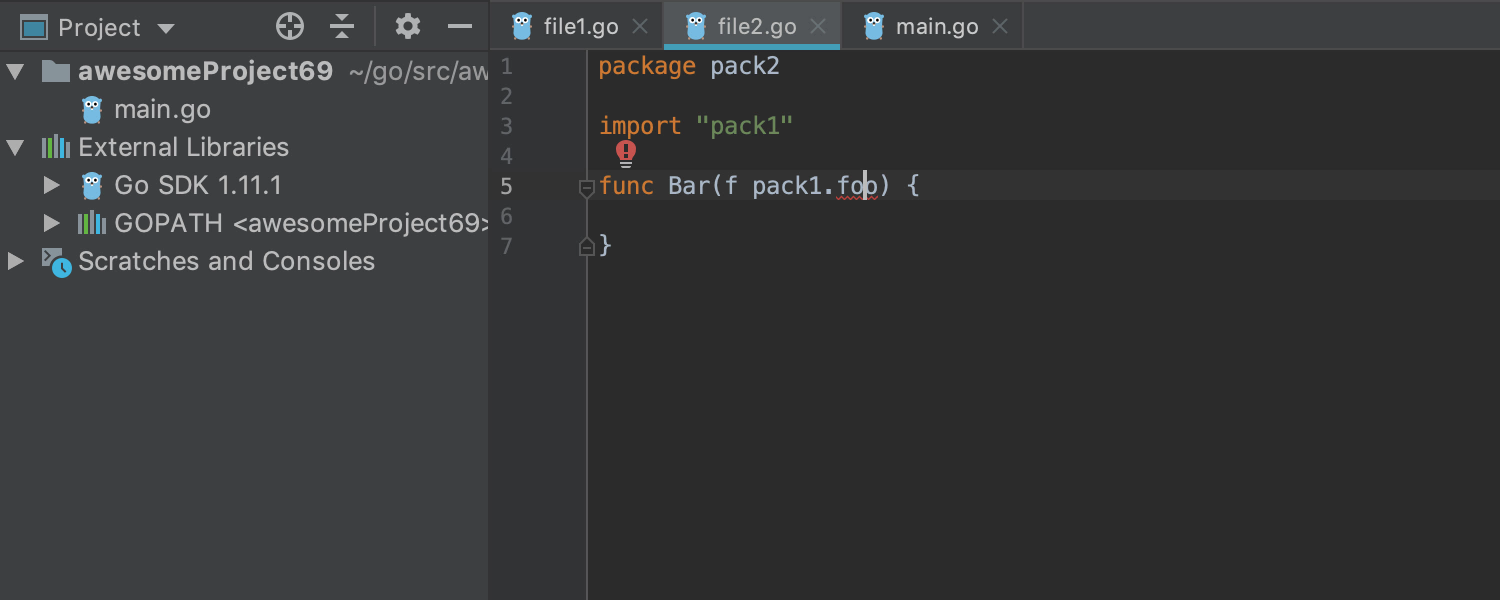 Project
file1.go
file2.go
main.go
awesomeProject69 ~/go/src/aw
main.go
External Libraries
Go SDK 1.11.1
GOPATH <awesomeProject69>
Scratches and Consoles
1 package pack2
2
3 import "pack1"
4
5 func Bar(f pack1.foo) {
6
7 }